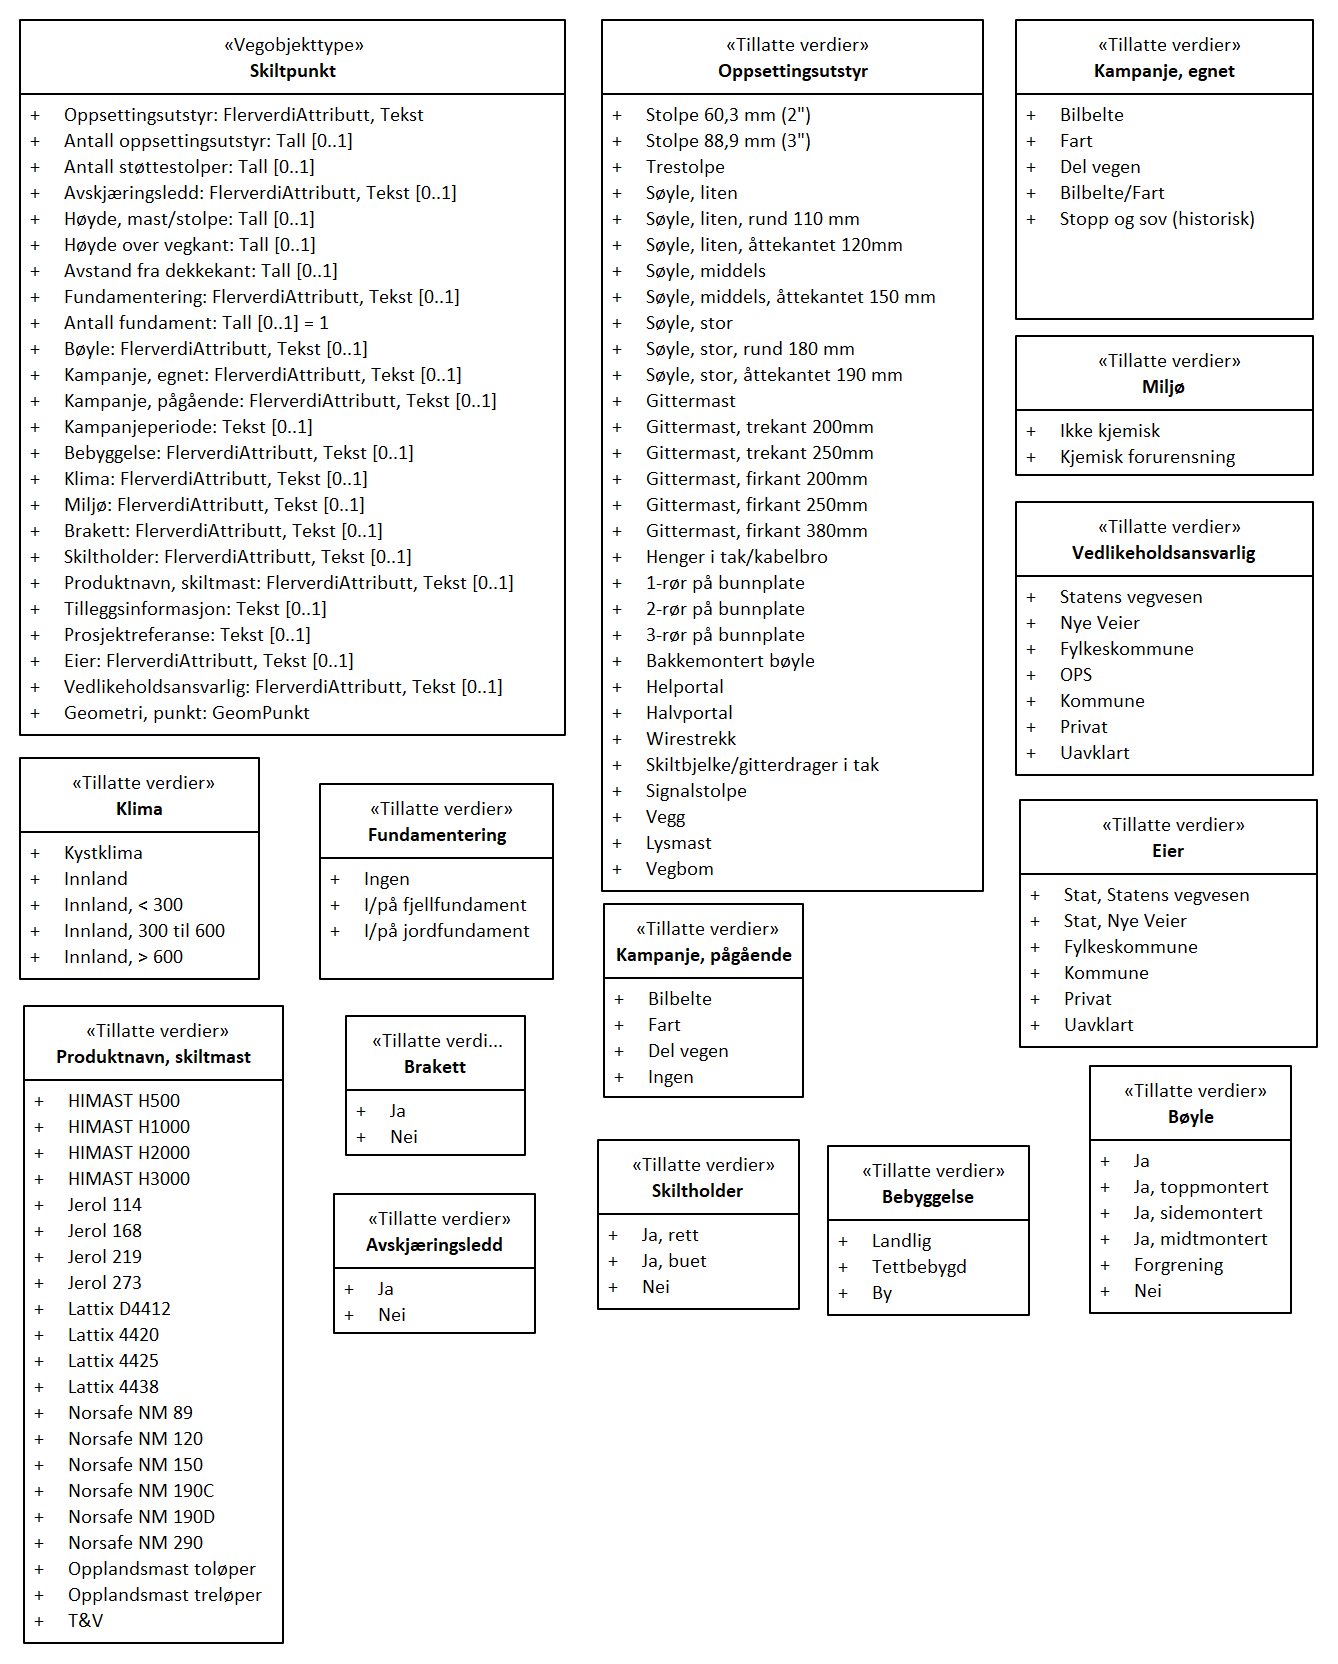 «Vegobjekttype»
Skiltpunkt
+ Oppsettingsutstyr: FlerverdiAttributt, Tekst
+ Antall oppsettingsutstyr: Tall [0..1]
+ Antall støttestolper: Tall [0..1]
+ Avskjæringsledd: FlerverdiAttributt, Tekst [0..1]
+ Høyde, mast/stolpe: Tall [0..1]
+ Høyde over vegkant: Tall [0..1]
+ Avstand fra dekkekant: Tall [0..1]
+ Fundamentering: FlerverdiAttributt, Tekst [0..1]
+ Antall fundament: Tall [0..1] = 1
+ Bøyle: FlerverdiAttributt, Tekst [0..1]
+ Kampanje, egnet: FlerverdiAttributt, Tekst [0..1]
+ Kampanje, pågående: FlerverdiAttributt, Tekst [0..1]
+ Kampanjeperiode: Tekst [0..1]
+ Bebyggelse: FlerverdiAttributt, Tekst [0..1]
+ Klima: FlerverdiAttributt, Tekst [0..1]
+ Miljø: FlerverdiAttributt, Tekst [0..1]
+ Brakett: FlerverdiAttributt, Tekst [0..1]
+ Skiltholder: FlerverdiAttributt, Tekst [0..1]
+ Produktnavn, skiltmast: FlerverdiAttributt, Tekst [0..1]
+ Tilleggsinformasjon: Tekst [0..1]
+ Prosjektreferanse: Tekst [0..1]
+ Eier: FlerverdiAttributt, Tekst [0..1]
+ Vedlikeholdsansvarlig: FlerverdiAttributt, Tekst [0..1]
+ Geometri, punkt: GeomPunkt
«Tillatte verdier»
Oppsettingsutstyr
+ Stolpe 60,3 mm (2")
+ Stolpe 88,9 mm (3")
+ Trestolpe
+ Søyle, liten
+ Søyle, liten, rund 110 mm
+ Søyle, liten, åttekantet 120mm
+ Søyle, middels
+ Søyle, middels, åttekantet 150 mm
+ Søyle, stor
+ Søyle, stor, rund 180 mm
+ Søyle, stor, åttekantet 190 mm
+ Gittermast
+ Gittermast, trekant 200mm
+ Gittermast, trekant 250mm
+ Gittermast, firkant 200mm
+ Gittermast, firkant 250mm
+ Gittermast, firkant 380mm
+ Henger i tak/kabelbro
+ 1-rør på bunnplate
+ 2-rør på bunnplate
+ 3-rør på bunnplate
+ Bakkemontert bøyle
+ Helportal
+ Halvportal
+ Wirestrekk
+ Skiltbjelke/gitterdrager i tak
+ Signalstolpe
+ Vegg
+ Lysmast
+ Vegbom
«Tillatte verdier»
Kampanje, egnet
+ Bilbelte
+ Fart
+ Del vegen
+ Bilbelte/Fart
+ Stopp og sov (historisk)
«Tillatte verdier»
Miljø
+ Ikke kjemisk
+ Kjemisk forurensning
«Tillatte verdier»
Vedlikeholdsansvarlig
+ Statens vegvesen
+ Nye Veier
+ Fylkeskommune
+ OPS
+ Kommune
+ Privat
+ Uavklart
«Tillatte verdier»
Klima
+ Kystklima
+ Innland
+ Innland, < 300
+ Innland, 300 til 600
+ Innland, > 600
«Tillatte verdier»
Fundamentering
+ Ingen
+ I/på fjellfundament
+ I/på jordfundament
«Tillatte verdier»
Eier
+ Stat, Statens vegvesen
+ Stat, Nye Veier
+ Fylkeskommune
+ Kommune
+ Privat
+ Uavklart
«Tillatte verdier»
Kampanje, pågående
+ Bilbelte
+ Fart
+ Del vegen
+ Ingen
«Tillatte verdier»
Produktnavn, skiltmast
+ HIMAST H500
+ HIMAST H1000
+ HIMAST H2000
+ HIMAST H3000
+ Jerol 114
+ Jerol 168
+ Jerol 219
+ Jerol 273
+ Lattix D4412
+ Lattix 4420
+ Lattix 4425
+ Lattix 4438
+ Norsafe NM 89
+ Norsafe NM 120
+ Norsafe NM 150
+ Norsafe NM 190C
+ Norsafe NM 190D
+ Norsafe NM 290
+ Opplandsmast toløper
+ Opplandsmast treløper
+ T&V
«Tillatte verdi...
Brakett
+ Ja
+ Nei
«Tillatte verdier»
Avskjæringsledd
+ Ja
+ Nei
«Tillatte verdier»
Skiltholder
+ Ja, rett
+ Ja, buet
+ Nei
«Tillatte verdier»
Bebyggelse
+ Landlig
+ Tettbebygd
+ By
«Tillatte verdier»
Bøyle
+ Ja
+ Ja, toppmontert
+ Ja, sidemontert
+ Ja, midtmontert
+ Forgrening
+ Nei